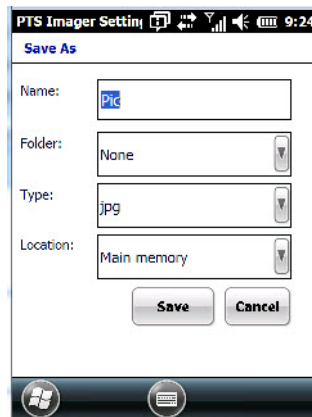 PTS Imager Settin 9:24
Save As
Name: Pic
Folder: None
Type: jpg
Location: Main memory
Save Cancel